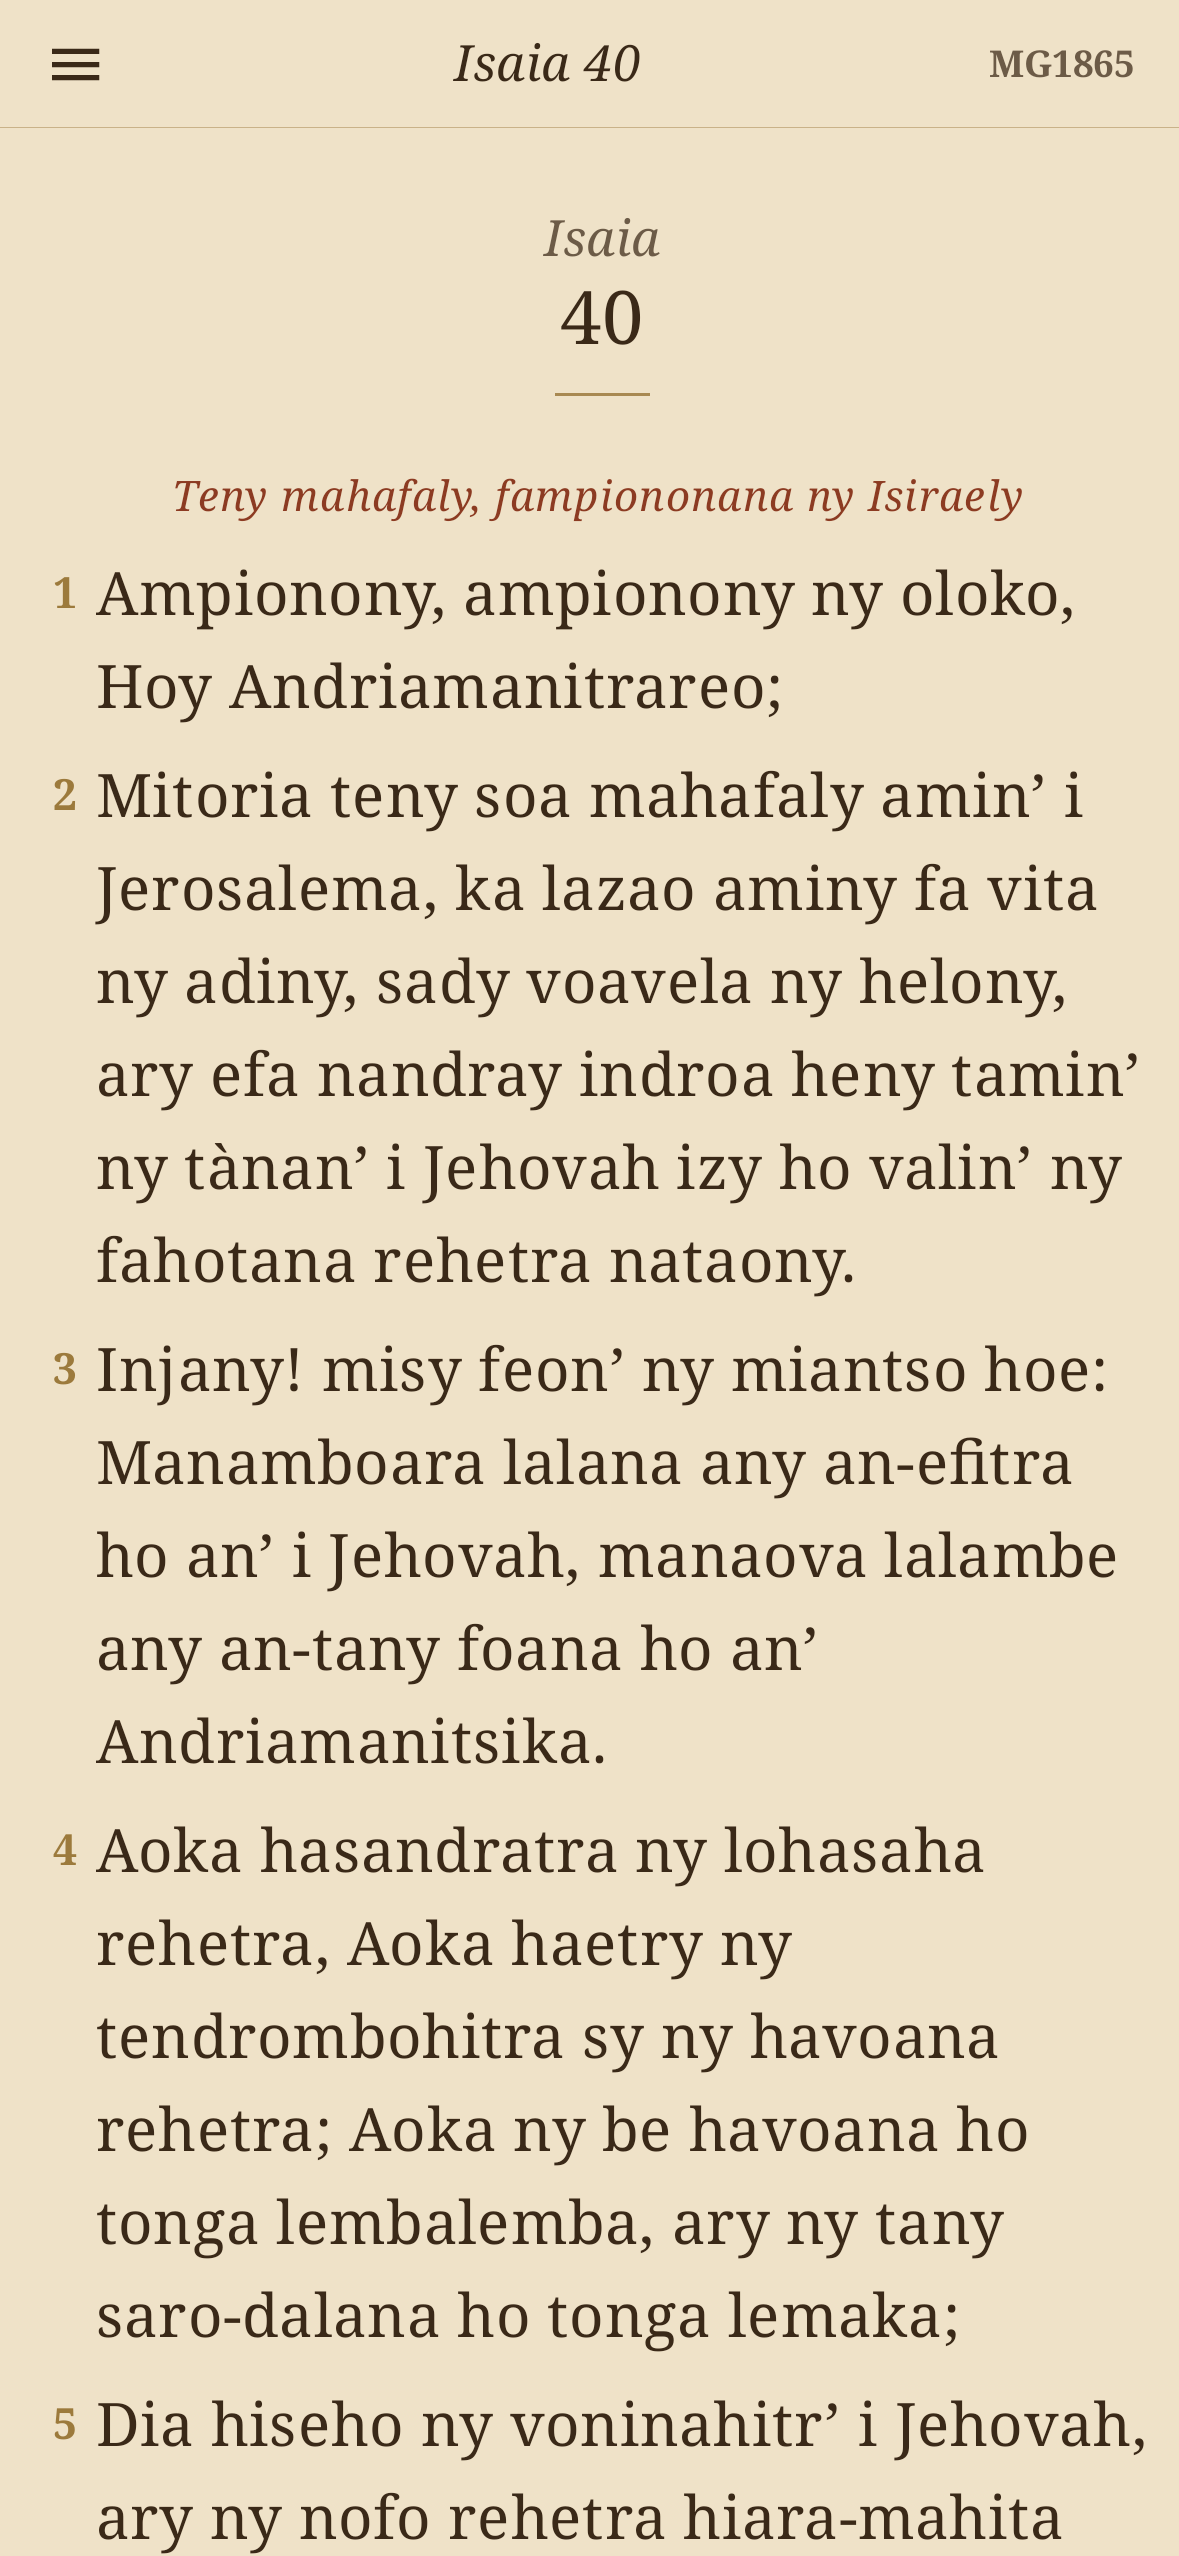 Isaia 40
MG1865
Isaia
40
Teny mahafaly, fampiononana ny Isiraely
1 Ampionony, ampionony ny oloko,
Hoy Andriamanitrareo;
2 Mitoria teny soa mahafaly amin’ i
Jerosalema, ka lazao aminy fa vita
ny adiny, sady voavela ny helony,
ary efa nandray indroa heny tamin’
ny tànan’ i Jehovah izy ho valin’ ny
fahotana rehetra nataony.
3 Injany! misy feon’ ny miantso hoe:
Manamboara lalana any an-efitra
ho an’ i Jehovah, manaova lalambe
any an-tany foana ho an’
Andriamanitsika.
4 Aoka hasandratra ny lohasaha
rehetra, Aoka haetry ny
tendrombohitra sy ny havoana
rehetra; Aoka ny be havoana ho
tonga lembalemba, ary ny tany
saro-dalana ho tonga lemaka;
5 Dia hiseho ny voninahitr’ i Jehovah,
ary ny nofo rehetra hiara-mahita